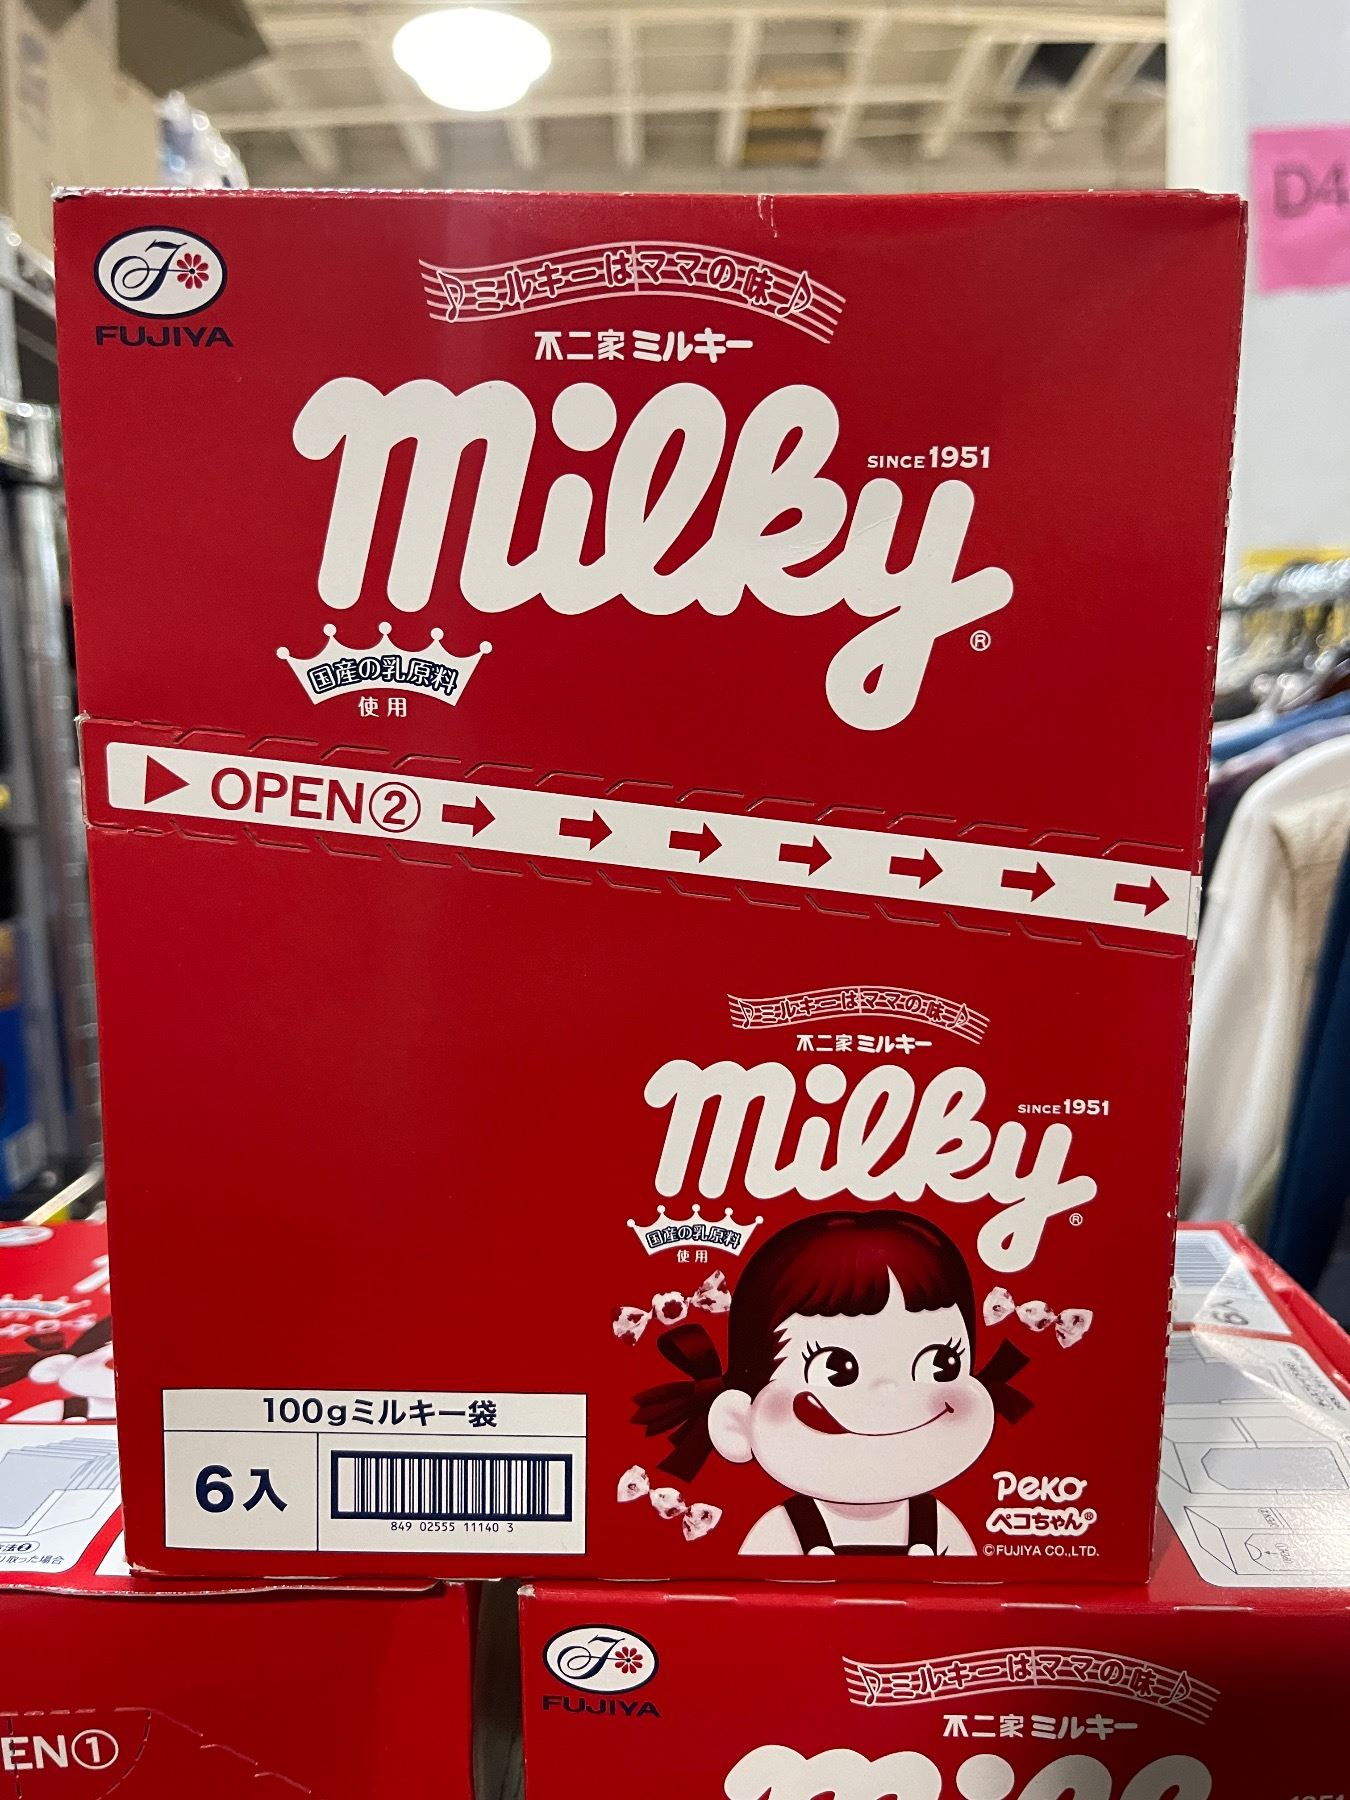 D4
FUJIYA
ミルキーはママの味
不二家 ミルキー
milky
SINCE 1951
®
国産の乳原料
使用
OPEN②
ミルキーはママの味
不二家 ミルキー
milky
SINCE 1951
®
国産の乳原料
使用
100gミルキー袋
6入
849 02555 11140 3
Peko
ペコちゃん®
©FUJIYA CO.,LTD.
EN①
FUJIYA
ミルキーはママの味
不二家 ミルキー